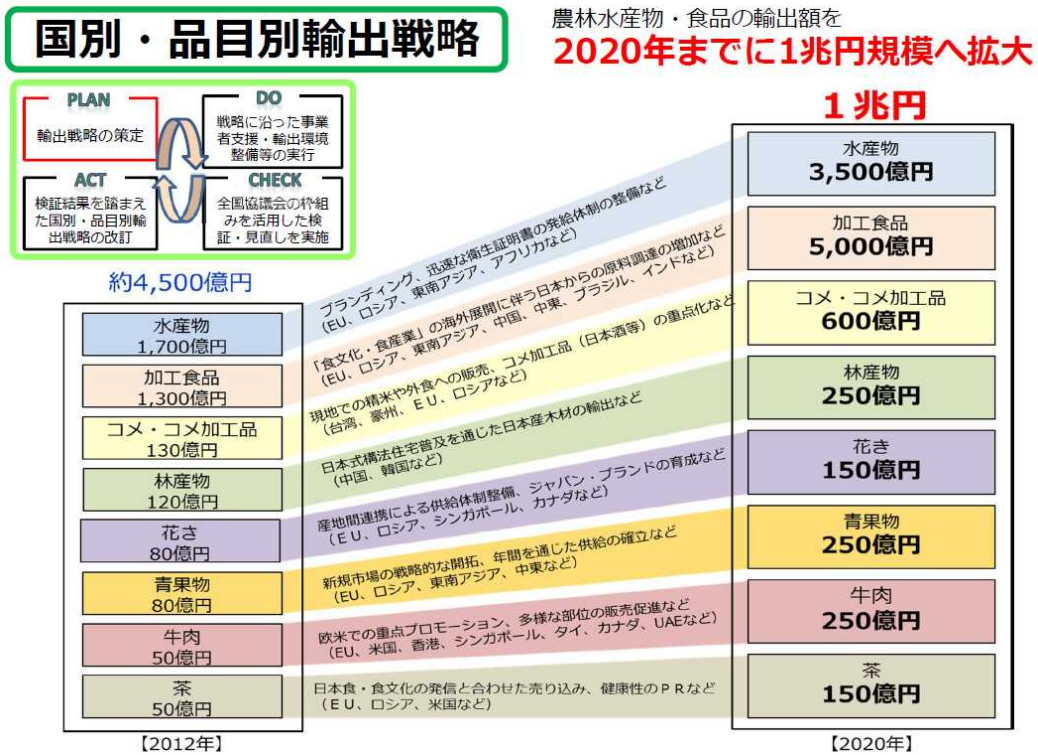 国別・品目別輸出戦略
農林水産物・食品の輸出額を
2020年までに1兆円規模へ拡大
PLAN
輸出戦略の策定
DO
戦略に沿った事業
者支援・輸出環境
整備等の実行
ACT
検証結果を踏まえ
た国別・品目別輸
出戦略の改訂
CHECK
全国協議会の枠組
みを活用した検
証・見直しを実施
約4,500億円
水産物
1,700億円
加工食品
1,300億円
コメ・コメ加工品
130億円
林産物
120億円
花き
80億円
青果物
80億円
牛肉
50億円
茶
50億円
【2012年】
ブランディング、迅速な衛生証明書の発給体制の整備など
(EU、ロシア、東南アジア、アフリカなど)
「食文化・食産業」の海外展開に伴う日本からの原料調達の増加など
(EU、ロシア、東南アジア、中国、中東、ブラジル、インドなど)
現地での精米や外食への販売、コメ加工品(日本酒等)の重点化など
(台湾、豪州、EU、ロシアなど)
日本式構法住宅普及を通じた日本産木材の輸出など
(中国、韓国など)
産地間連携による供給体制整備、ジャパン・ブランドの育成など
(EU、ロシア、シンガポール、カナダなど)
新規市場の戦略的な開拓、年間を通じた供給の確立など
(EU、ロシア、東南アジア、中東など)
欧米での重点プロモーション、多様な部位の販売促進など
(EU、米国、香港、シンガポール、タイ、カナダ、UAEなど)
日本食・食文化の発信と合わせた売り込み、健康性のPRなど
(EU、ロシア、米国など)
1兆円
水産物
3,500億円
加工食品
5,000億円
コメ・コメ加工品
600億円
林産物
250億円
花き
150億円
青果物
250億円
牛肉
250億円
茶
150億円
【2020年】